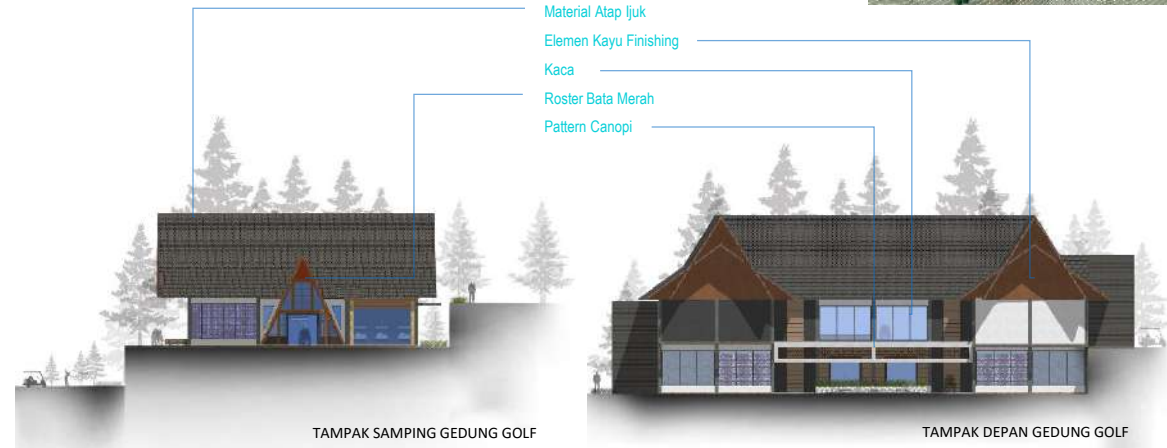 Material Atap Ijuk
Elemen Kayu Finishing
Kaca
Roster Bata Merah
Pattern Canopi
TAMPAK SAMPING GEDUNG GOLF
TAMPAK DEPAN GEDUNG GOLF